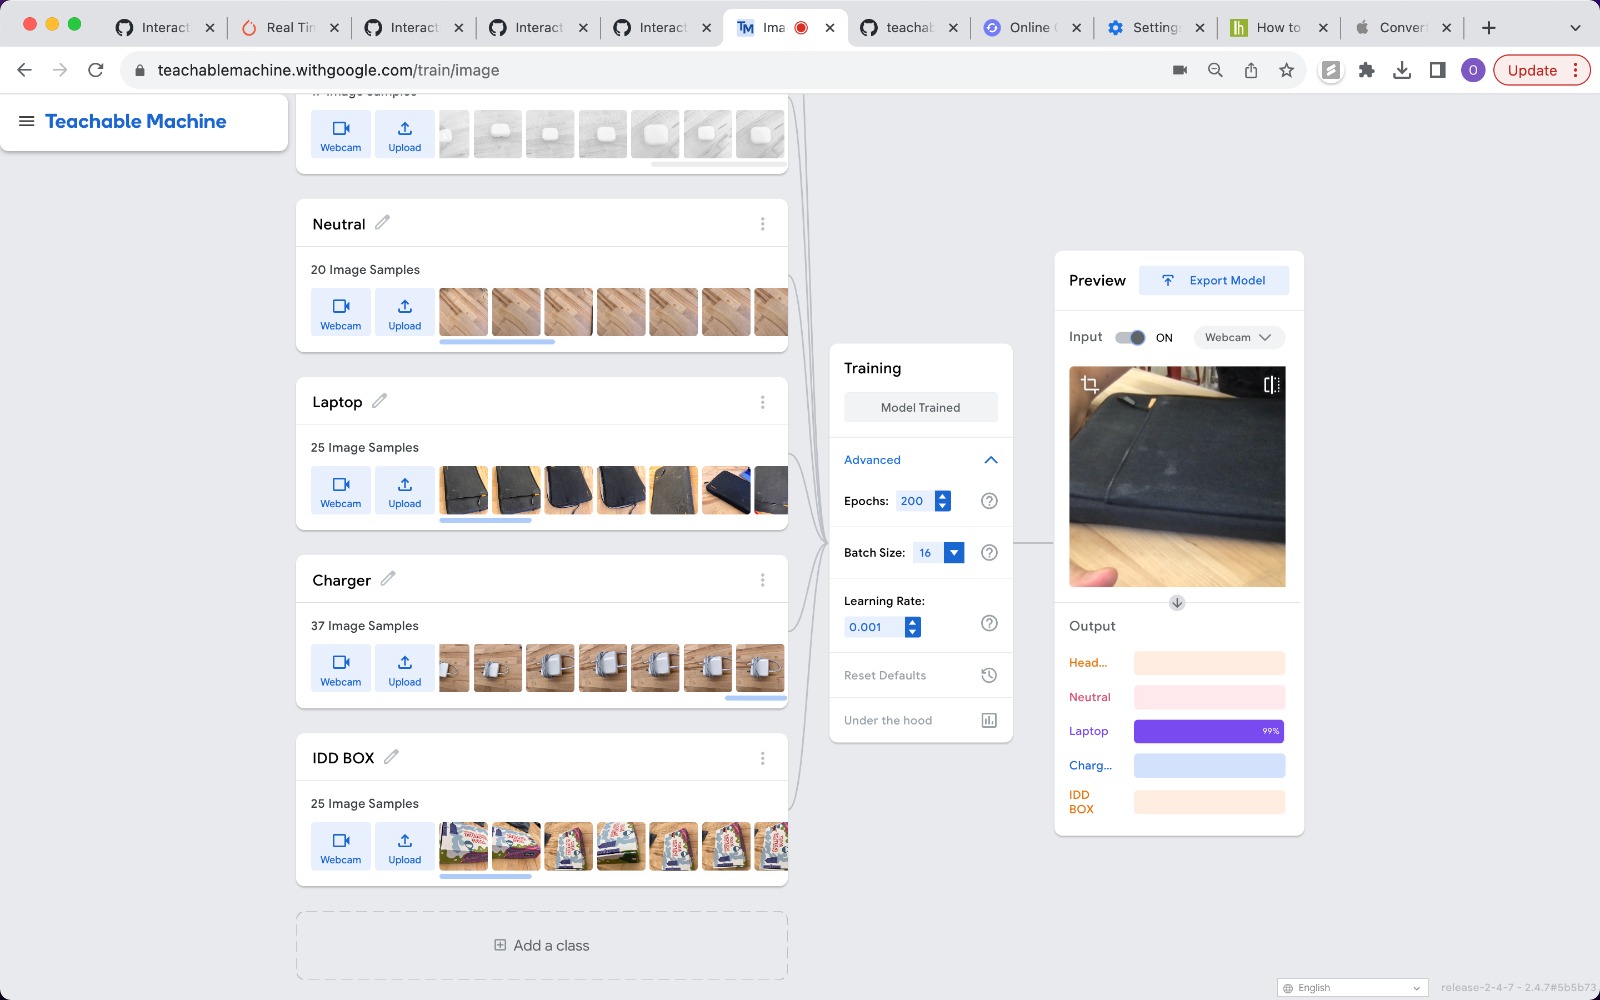 Interact
Real Tin
Interact
Interact
Interact
TM
Ima
teachab
Online
Setting
h
How to
Conver
teachablemachine.withgoogle.com/train/image
O
Update
Teachable Machine
Image Samples
Webcam
Upload
Neutral
20 Image Samples
Webcam
Upload
Laptop
25 Image Samples
Webcam
Upload
Charger
37 Image Samples
Webcam
Upload
IDD BOX
25 Image Samples
Webcam
Upload
Add a class
Training
Model Trained
Advanced
Epochs: 200
Batch Size: 16
Learning Rate:
0.001
Reset Defaults
Under the hood
Preview
Export Model
Input ON Webcam
Output
Head...
Neutral
Laptop 99%
Charg...
IDD
BOX
English
release-2-4-7 - 2.4.7#5b5b73